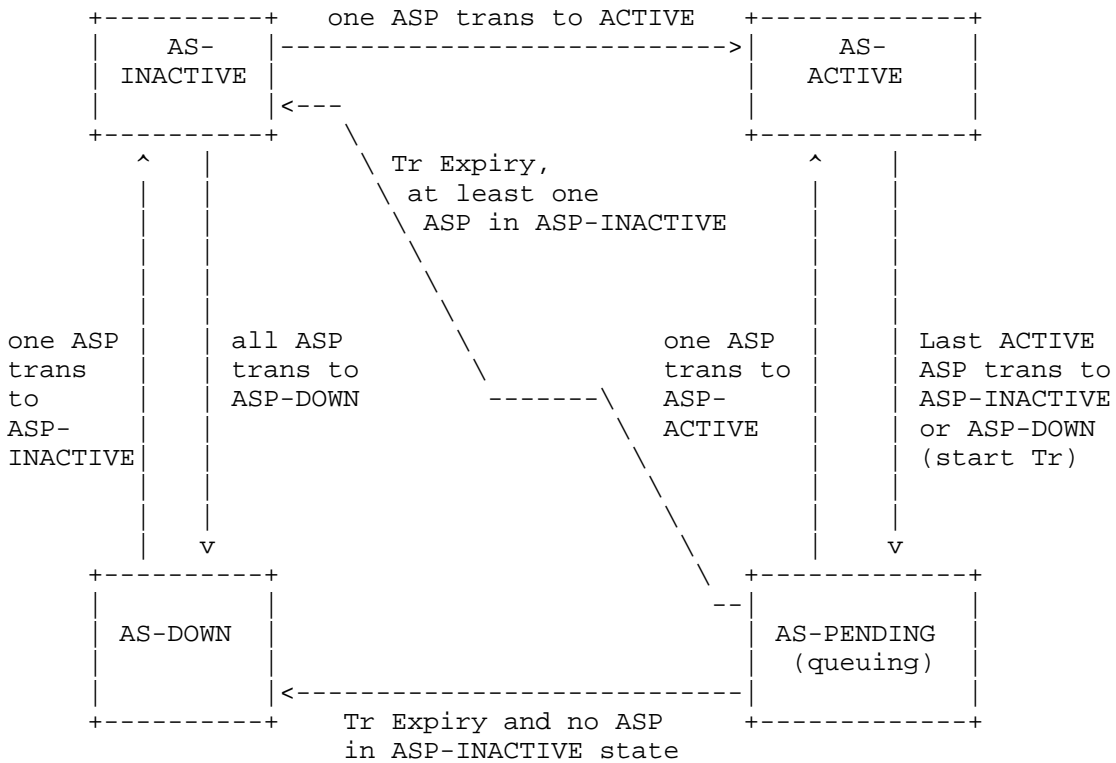 one ASP trans to ACTIVE
AS-
INACTIVE
AS-
ACTIVE
Tr Expiry,
at least one
ASP in ASP-INACTIVE
one ASP
trans
to
ASP-
INACTIVE
all ASP
trans to
ASP-DOWN
one ASP
trans to
ASP-
ACTIVE
Last ACTIVE
ASP trans to
ASP-INACTIVE
or ASP-DOWN
(start Tr)
AS-DOWN
AS-PENDING
(queuing)
Tr Expiry and no ASP
in ASP-INACTIVE state